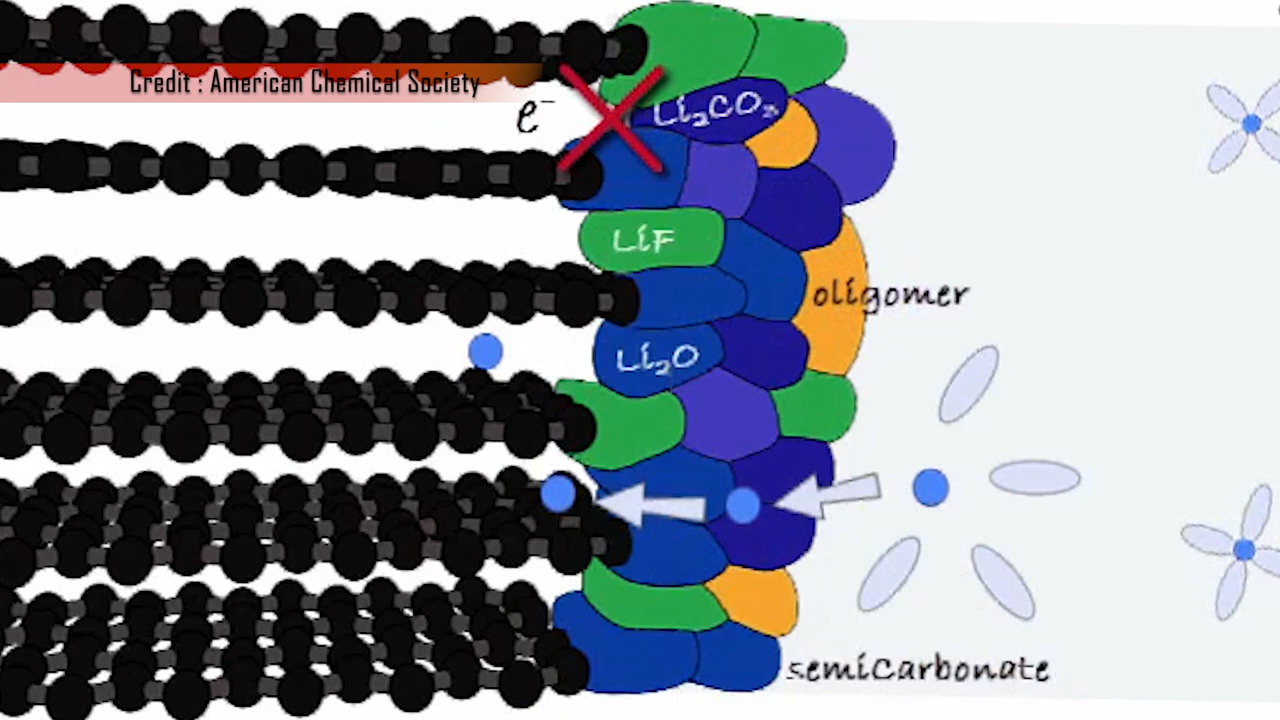 Credit : American Chemical Society
e⁻
Li₂CO₃
LiF
oligomer
Li₂O
semicarbonate